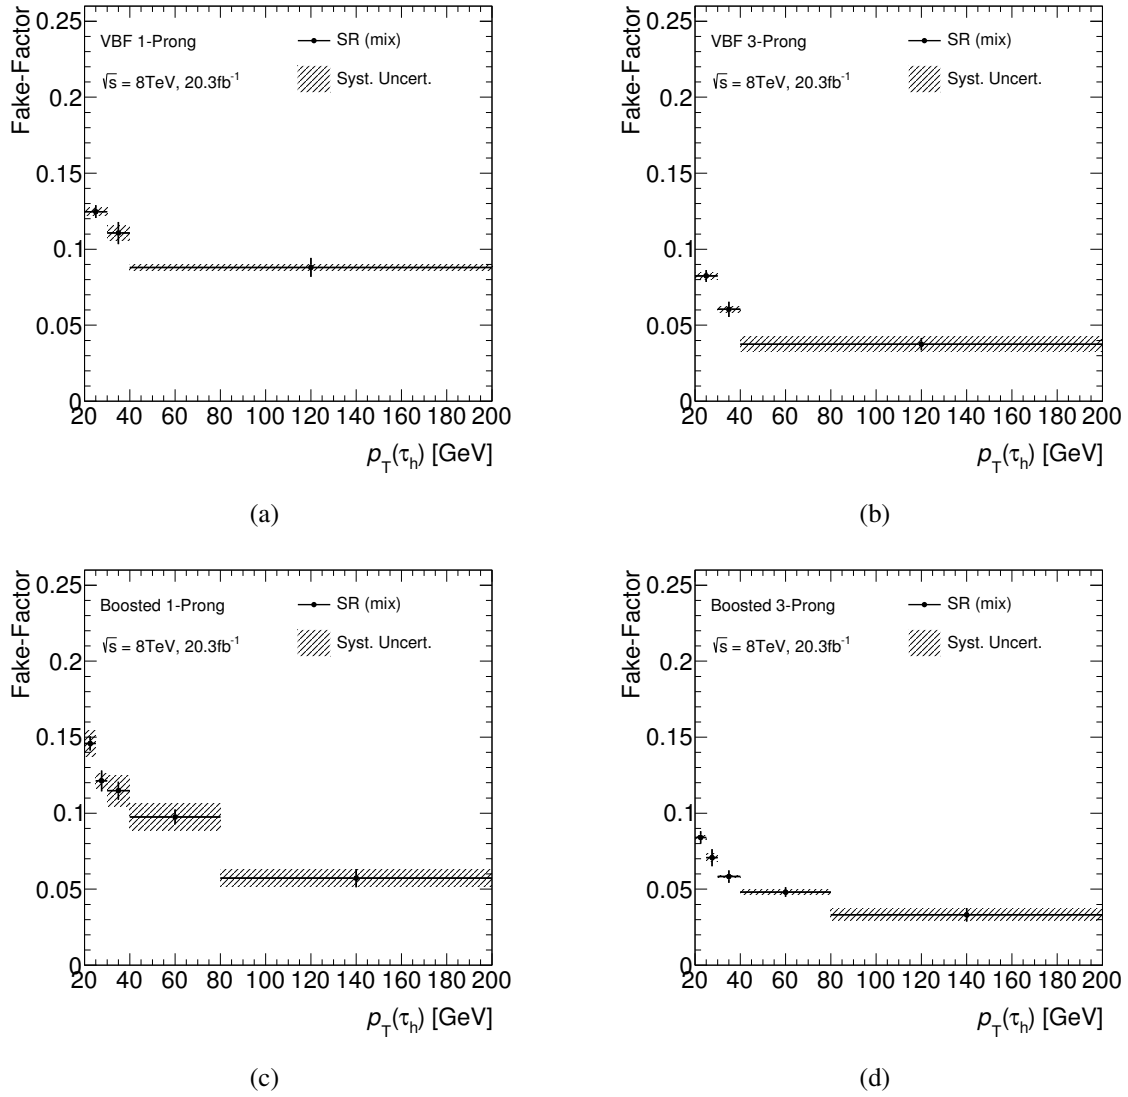 Fake-Factor
0.25
0.2
0.15
0.1
0.05
0
VBF 1-Prong
√s = 8TeV, 20.3fb⁻¹
SR (mix)
Syst. Uncert.
20 40 60 80 100 120 140 160 180 200
p_T(τ_h) [GeV]
(a)
Fake-Factor
0.25
0.2
0.15
0.1
0.05
0
VBF 3-Prong
√s = 8TeV, 20.3fb⁻¹
SR (mix)
Syst. Uncert.
20 40 60 80 100 120 140 160 180 200
p_T(τ_h) [GeV]
(b)
Fake-Factor
0.25
0.2
0.15
0.1
0.05
0
Boosted 1-Prong
√s = 8TeV, 20.3fb⁻¹
SR (mix)
Syst. Uncert.
20 40 60 80 100 120 140 160 180 200
p_T(τ_h) [GeV]
(c)
Fake-Factor
0.25
0.2
0.15
0.1
0.05
0
Boosted 3-Prong
√s = 8TeV, 20.3fb⁻¹
SR (mix)
Syst. Uncert.
20 40 60 80 100 120 140 160 180 200
p_T(τ_h) [GeV]
(d)